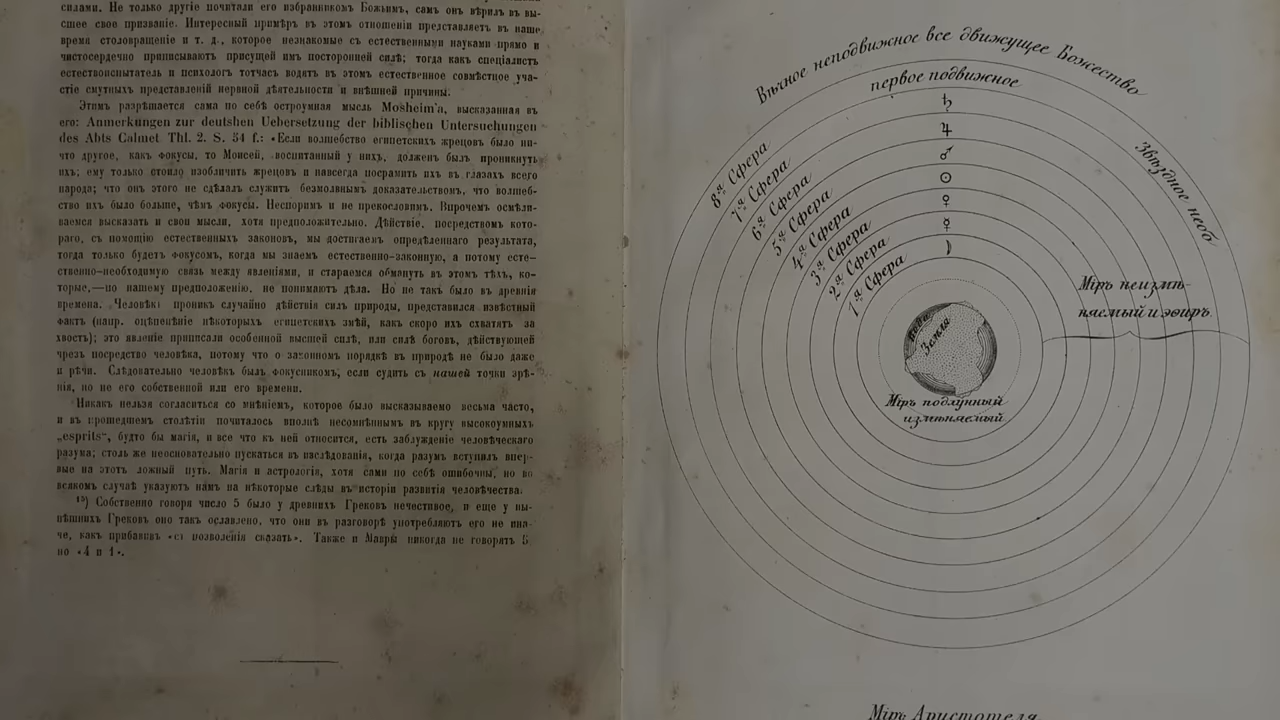 силами. Не только другіе почитали его избранникомъ Божьимъ, самъ онъ вѣрилъ въ вы-
сшее свое призваніе. Интересный примѣръ въ этомъ отношеніи представляетъ въ наше
время столовращеніе и т. д., которое незнакомые съ естественными науками прямо и
чистосердечно приписываютъ присущей имъ посторонней силѣ; тогда какъ спеціалистъ
естествоиспытатель и психологъ тотчасъ водятъ въ этомъ естественное совмѣстное уча-
стіе смутныхъ представленій нервной дѣятельности и внѣшней причины.
Этимъ разрѣшается сама по себѣ остроумная мысль Mosheim'a, высказанная въ
его: Anmerkungen zur deutshen Uebersetzung der biblischen Untersuchungen
des Abts Calmet Thl. 2. S. 54 f.: «Если волшебство египетскихъ жрецовъ было ни-
что другое, какъ фокусы, то Моисей, воспитанный у нихъ, долженъ былъ проникнуть
ихъ; ему только стоило изобличить жрецовъ и навсегда посрамить ихъ въ глазахъ всего
народа; что онъ этого не сдѣлалъ служитъ безмолвнымъ доказательствомъ, что волшеб-
ство ихъ было больше, чѣмъ фокусы. Неспоримъ и не прекословимъ. Впрочемъ осмѣли-
ваемся высказать и свои мысли, хотя предположительно. Дѣйствіе, посредствомъ кото-
раго, съ помощію естественныхъ законовъ, мы достигаемъ опредѣленнаго результата,
тогда только будетъ фокусомъ, когда мы знаемъ естественно-законную, а потому есте-
ственно-необходимую связь между явленіями, и стараемся обмануть въ этомъ тѣхъ, ко-
торые,—по нашему предположенію, не понимаютъ дѣла. Но не такъ было въ древнія
времена. Человѣкъ проникъ случайно дѣйствія силъ природы, представился извѣстный
фактъ (напр. оцѣпенѣніе нѣкоторыхъ египетскихъ змѣй, какъ скоро ихъ схватятъ за
хвостъ); это явленіе приписали особенной высшей силѣ, или силѣ боговъ, дѣйствующей
чрезъ посредство человѣка, потому что о законномъ порядкѣ въ природѣ не было даже
и рѣчи. Слѣдовательно человѣкъ былъ фокусникомъ, если судить съ нашей точки зрѣ-
нія, но не его собственной или его времени.
Никакъ нельзя согласиться со мнѣніемъ, которое было высказываемо весьма часто,
и въ прошедшемъ столѣтіи почиталось вполнѣ несомнѣннымъ въ кругу высокоумныхъ
„esprits“, будто бы магія, и все что къ ней относится, есть заблужденіе человѣческаго
разума; столь же неосновательно пускаться въ изслѣдованія, когда разумъ вступилъ впер-
вые на этотъ ложный путь. Магія и астрологія, хотя сами по себѣ ошибочны, но во
всякомъ случаѣ указуютъ намъ на нѣкоторые слѣды въ исторіи развитія человѣчества.
¹⁵) Собственно говоря число 5 было у древнихъ Грековъ нечестивое, и еще у ны-
нѣшнихъ Грековъ оно такъ ославлено, что они въ разговорѣ употребляютъ его не ина-
че, какъ прибавивъ «съ позволенія сказать». Также и Мавры никогда не говорятъ 5
но «4 и 1».
Вѣчное неподвижное все движущее Божество
первое подвижное
Звѣздное небо
8я Сфера
7я Сфера
6я Сфера
5я Сфера
4я Сфера
3я Сфера
2я Сфера
1я Сфера
♄
♃
♂
☉
♀
☿
☽
Міръ неизмѣ-
няемый и эѳиръ.
Земля
Міръ подлунный
измѣняемый
Міръ Аристотеля.